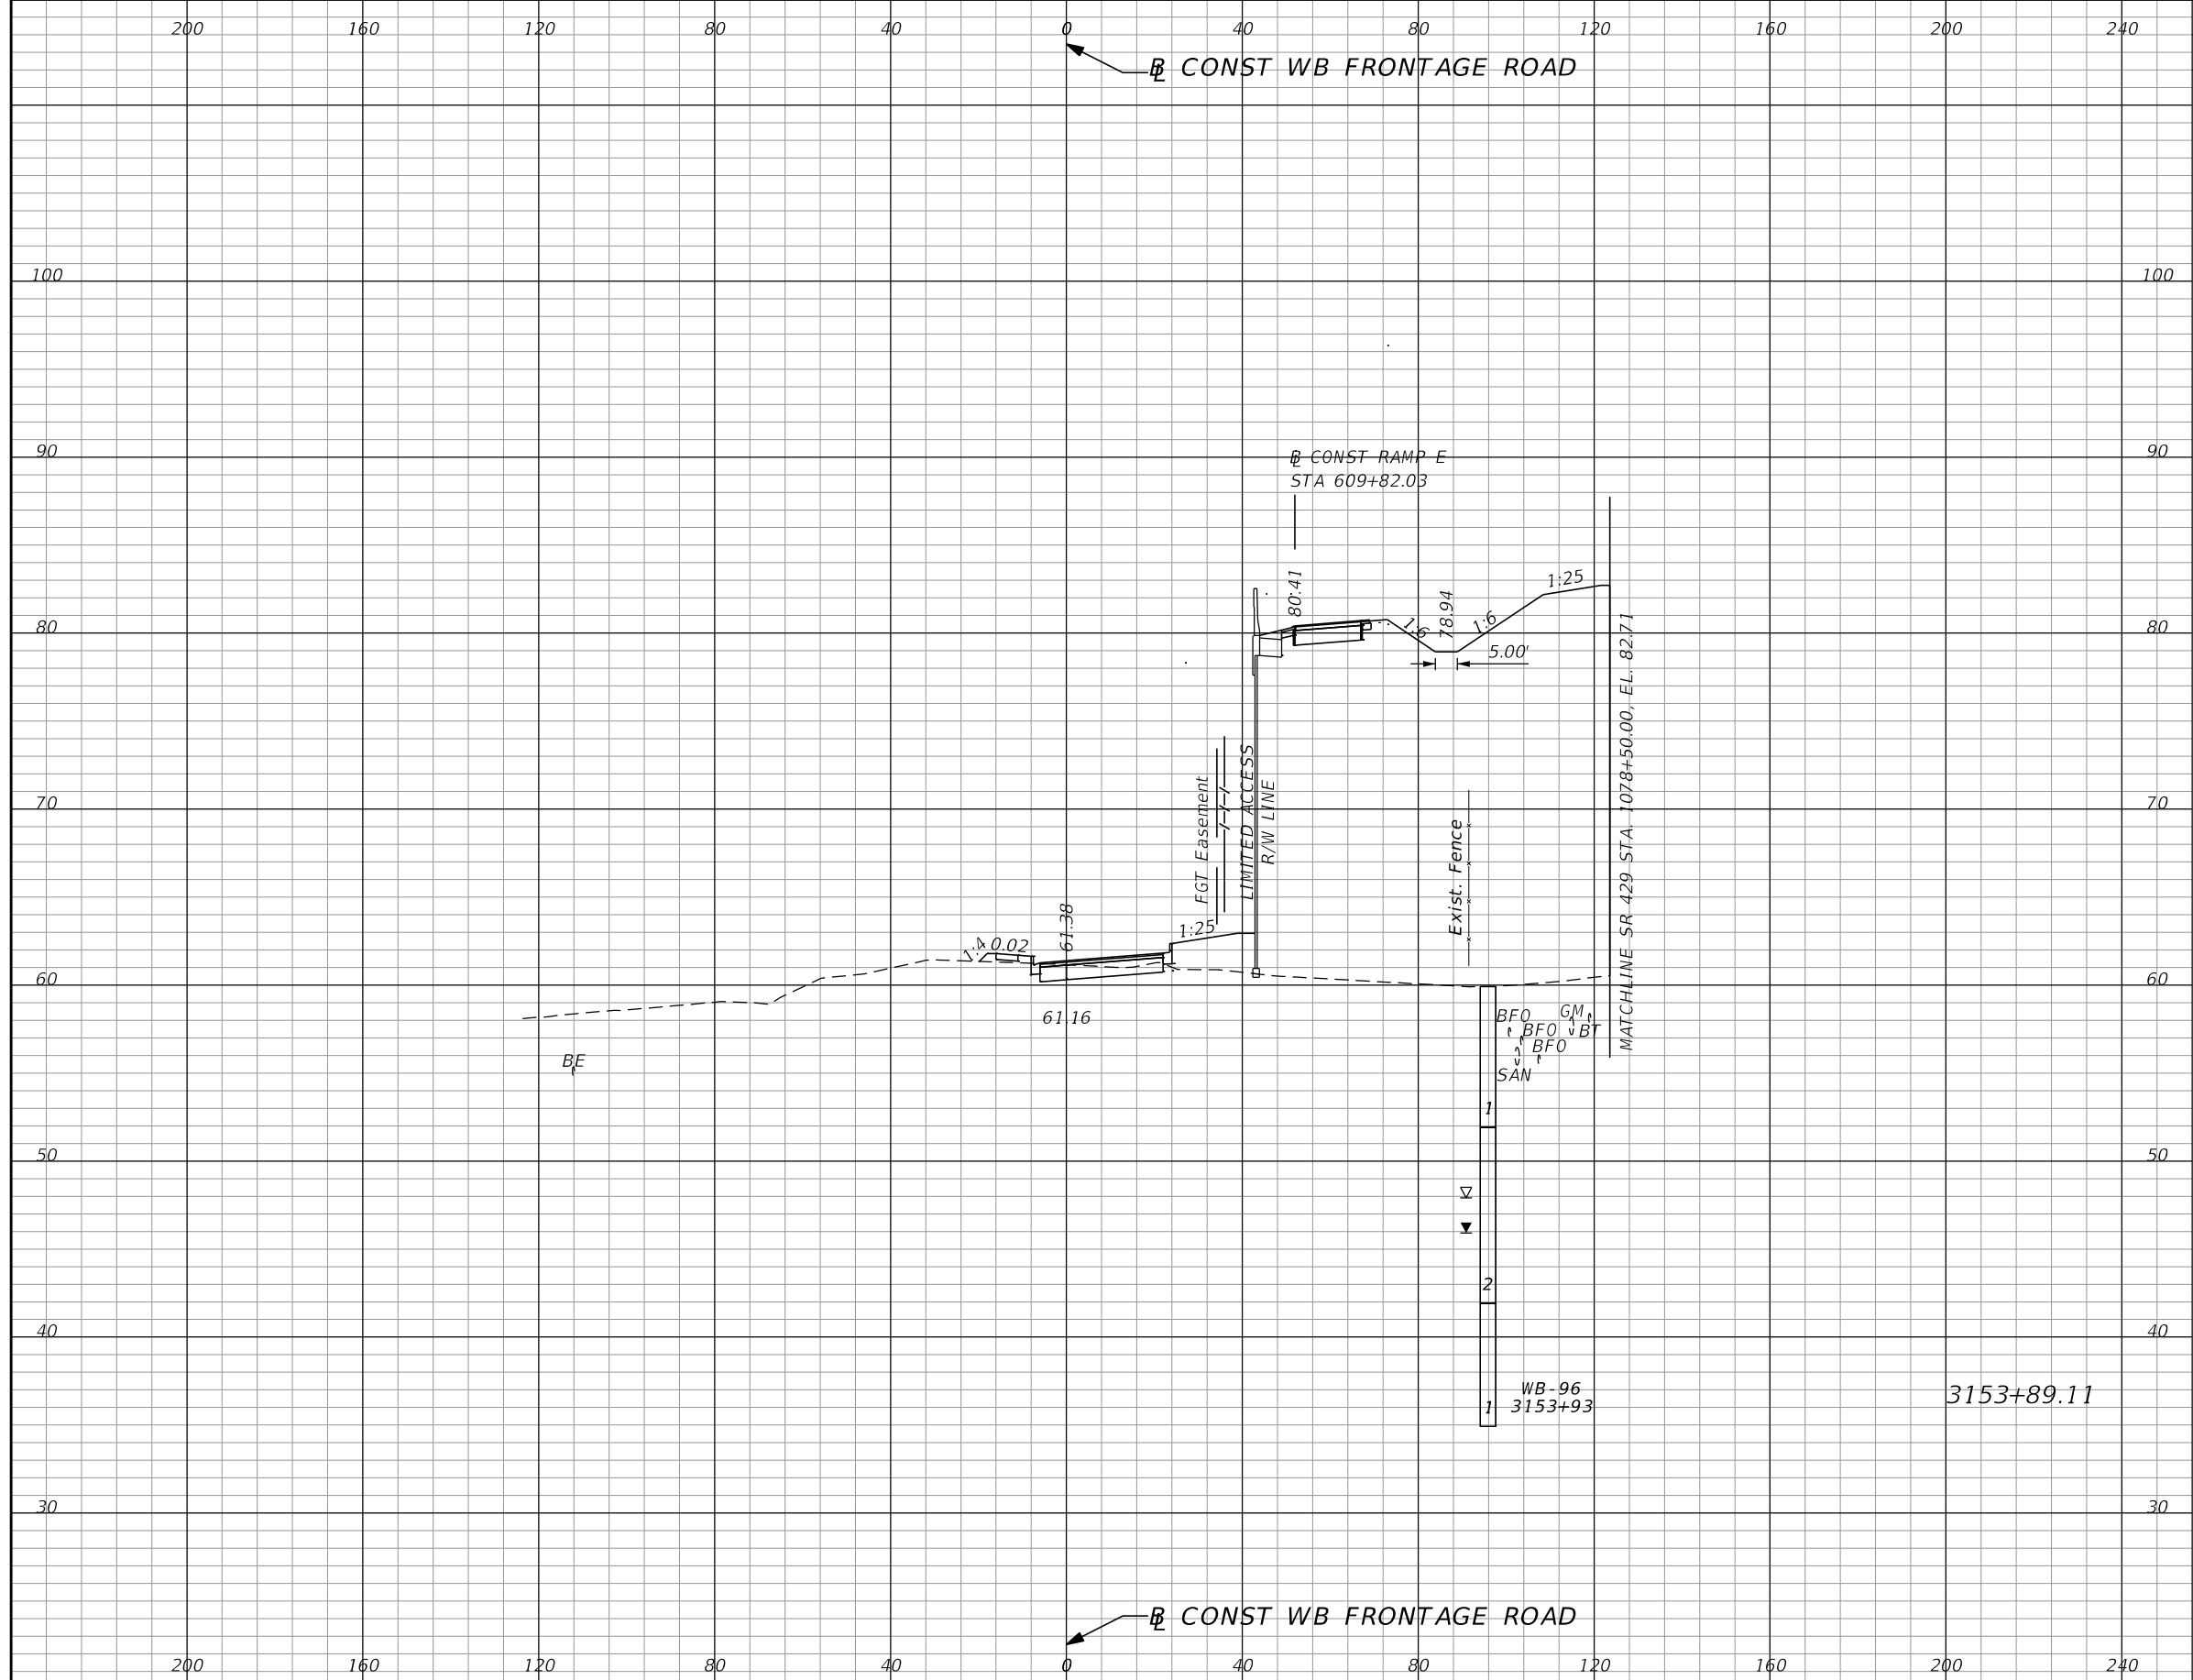 200 160 120 80 40 0 40 80 120 160 200 240
BL CONST WB FRONTAGE ROAD
100 100
90 90
BL CONST RAMP E
STA 609+82.03
80.41
78.94
1:25
1:6
1:6
80 80
5.00'
MATCHLINE SR 429 STA. 1078+50.00, EL. 82.71
70 70
FGT Easement
LIMITED ACCESS
R/W LINE
Exist. Fence
61.38
1:25
1:4
0.02
60 60
61.16
BE
BFO
GM
BFO
BT
BFO
SAN
1
50 50
2
40 40
WB-96
1
3153+93
3153+89.11
30 30
BL CONST WB FRONTAGE ROAD
200 160 120 80 40 0 40 80 120 160 200 240